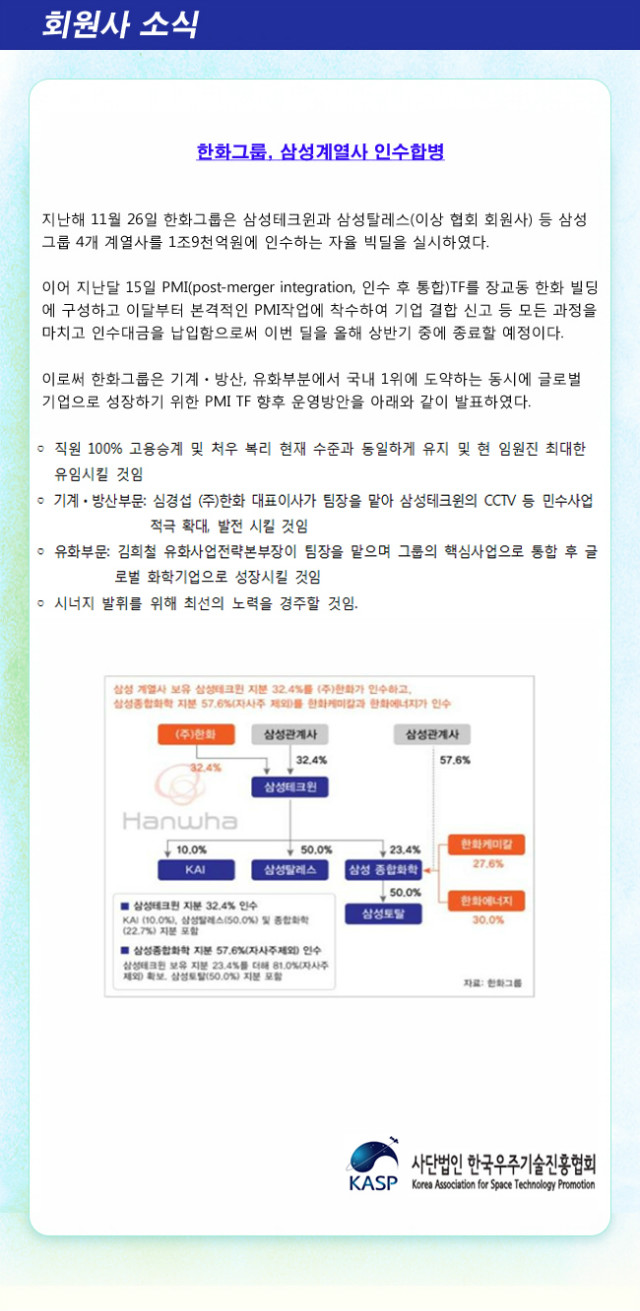 회원사 소식
한화그룹, 삼성계열사 인수합병
지난해 11월 26일 한화그룹은 삼성테크윈과 삼성탈레스(이상 협회 회원사) 등 삼성
그룹 4개 계열사를 1조9천억원에 인수하는 자율 빅딜을 실시하였다.
이어 지난달 15일 PMI(post-merger integration, 인수 후 통합)TF를 장교동 한화 빌딩
에 구성하고 이달부터 본격적인 PMI작업에 착수하여 기업 결합 신고 등 모든 과정을
마치고 인수대금을 납입함으로써 이번 딜을 올해 상반기 중에 종료할 예정이다.
이로써 한화그룹은 기계·방산, 유화부분에서 국내 1위에 도약하는 동시에 글로벌
기업으로 성장하기 위한 PMI TF 향후 운영방안을 아래와 같이 발표하였다.
○ 직원 100% 고용승계 및 처우 복리 현재 수준과 동일하게 유지 및 현 임원진 최대한
유임시킬 것임
○ 기계·방산부문: 심경섭 (주)한화 대표이사가 팀장을 맡아 삼성테크윈의 CCTV 등 민수사업
적극 확대, 발전 시킬 것임
○ 유화부문: 김희철 유화사업전략본부장이 팀장을 맡으며 그룹의 핵심사업으로 통합 후 글
로벌 화학기업으로 성장시킬 것임
○ 시너지 발휘를 위해 최선의 노력을 경주할 것임.
삼성 계열사 보유 삼성테크윈 지분 32.4%를 (주)한화가 인수하고,
삼성종합화학 지분 57.6%(자사주 제외)를 한화케미칼과 한화에너지가 인수
(주)한화 삼성관계사 삼성관계사
32.4% 32.4% 57.6%
삼성테크윈
Hanwha
10.0% 50.0% 23.4% 한화케미칼
KAI 삼성탈레스 삼성 종합화학 27.6%
50.0% 한화에너지
삼성토탈 30.0%
■ 삼성테크윈 지분 32.4% 인수
KAI (10.0%), 삼성탈레스(50.0%) 및 종합화학
(22.7%) 지분 포함
■ 삼성종합화학 지분 57.6%(자사주제외) 인수
삼성테크윈 보유 지분 23.4%를 더해 81.0%(자사주
제외) 확보. 삼성토탈(50.0%) 지분 포함
자료: 한화그룹
KASP 사단법인 한국우주기술진흥협회
Korea Association for Space Technology Promotion